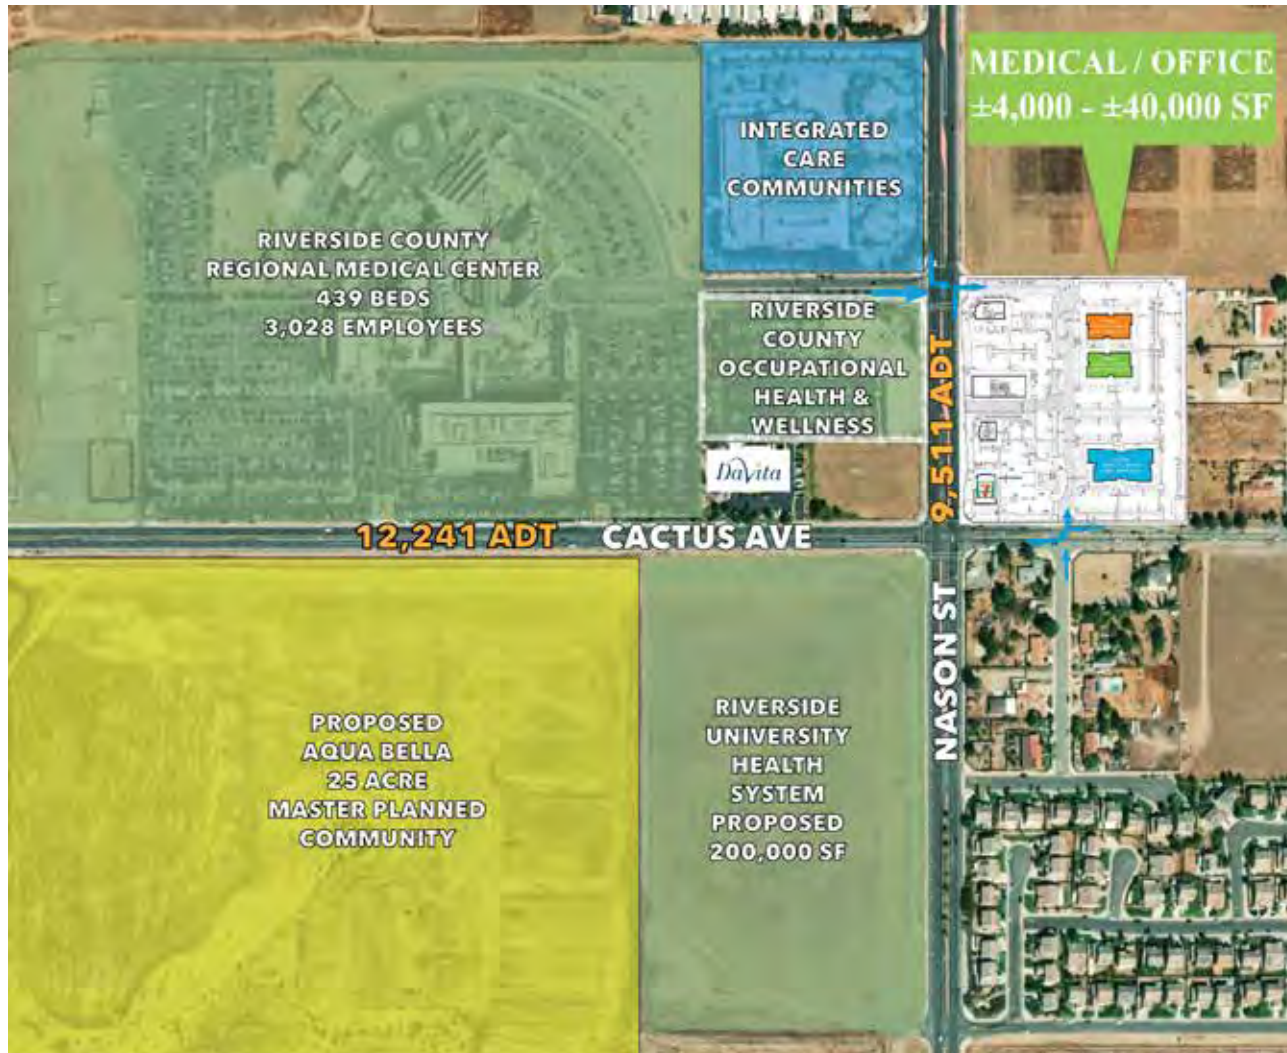 MEDICAL / OFFICE
±4,000 - ±40,000 SF
INTEGRATED
CARE
COMMUNITIES
RIVERSIDE COUNTY
REGIONAL MEDICAL CENTER
439 BEDS
3,028 EMPLOYEES
RIVERSIDE
COUNTY
OCCUPATIONAL
HEALTH &
WELLNESS
DaVita
9,511 ADT
12,241 ADT
CACTUS AVE
NASON ST
PROPOSED
AQUA BELLA
25 ACRE
MASTER PLANNED
COMMUNITY
RIVERSIDE
UNIVERSITY
HEALTH
SYSTEM
PROPOSED
200,000 SF